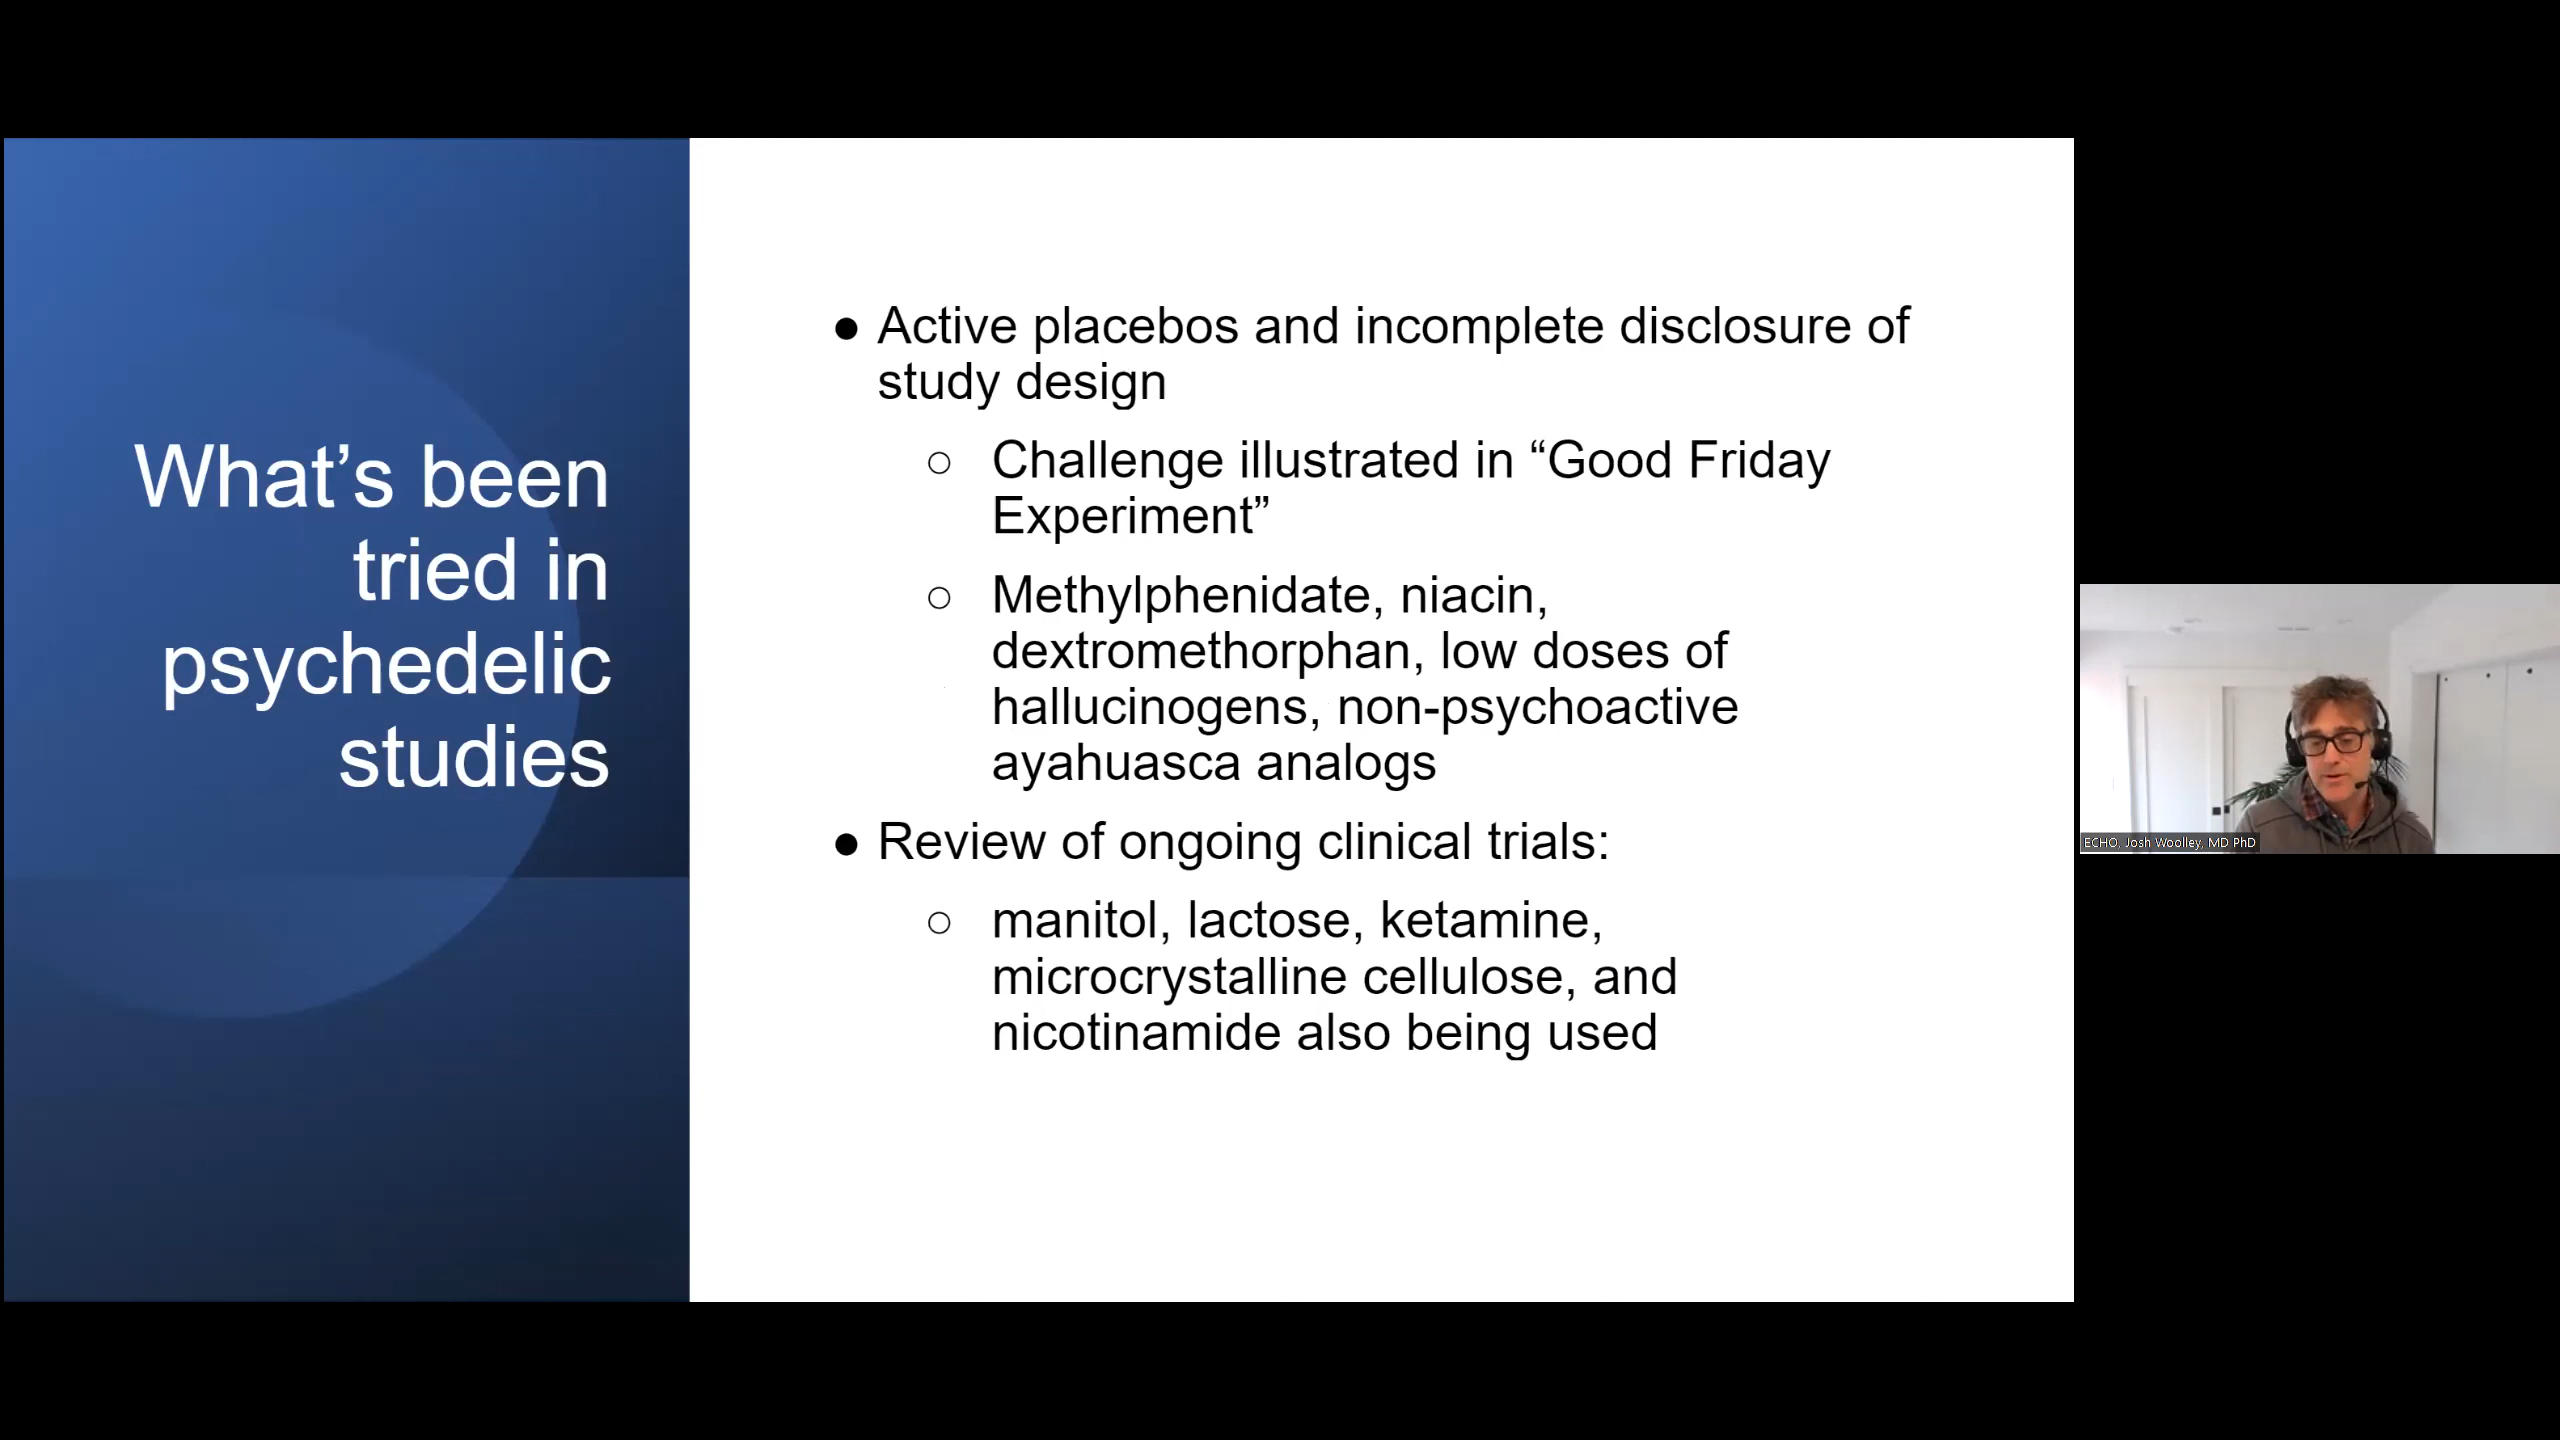 What’s been
tried in
psychedelic
studies
● Active placebos and incomplete disclosure of
study design
○ Challenge illustrated in “Good Friday
Experiment”
○ Methylphenidate, niacin,
dextromethorphan, low doses of
hallucinogens, non-psychoactive
ayahuasca analogs
● Review of ongoing clinical trials:
○ manitol, lactose, ketamine,
microcrystalline cellulose, and
nicotinamide also being used
ECHO, Josh Woolley, MD PhD